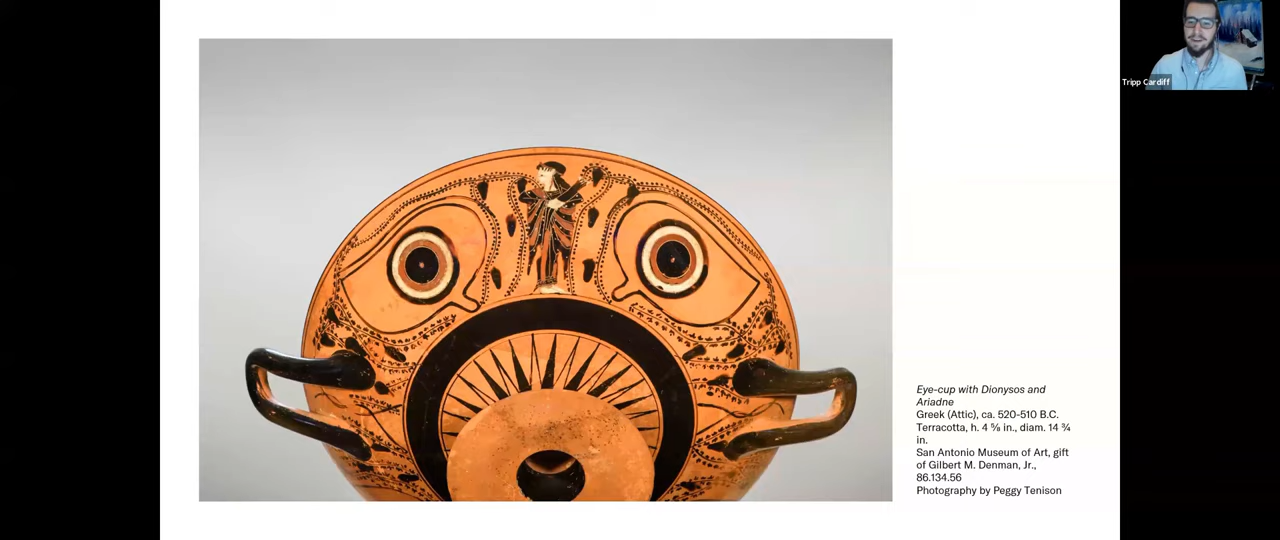 Tripp Cardiff
Eye-cup with Dionysos and
Ariadne
Greek (Attic), ca. 520-510 B.C.
Terracotta, h. 4 ⅝ in., diam. 14 ¾
in.
San Antonio Museum of Art, gift
of Gilbert M. Denman, Jr.,
86.134.56
Photography by Peggy Tenison